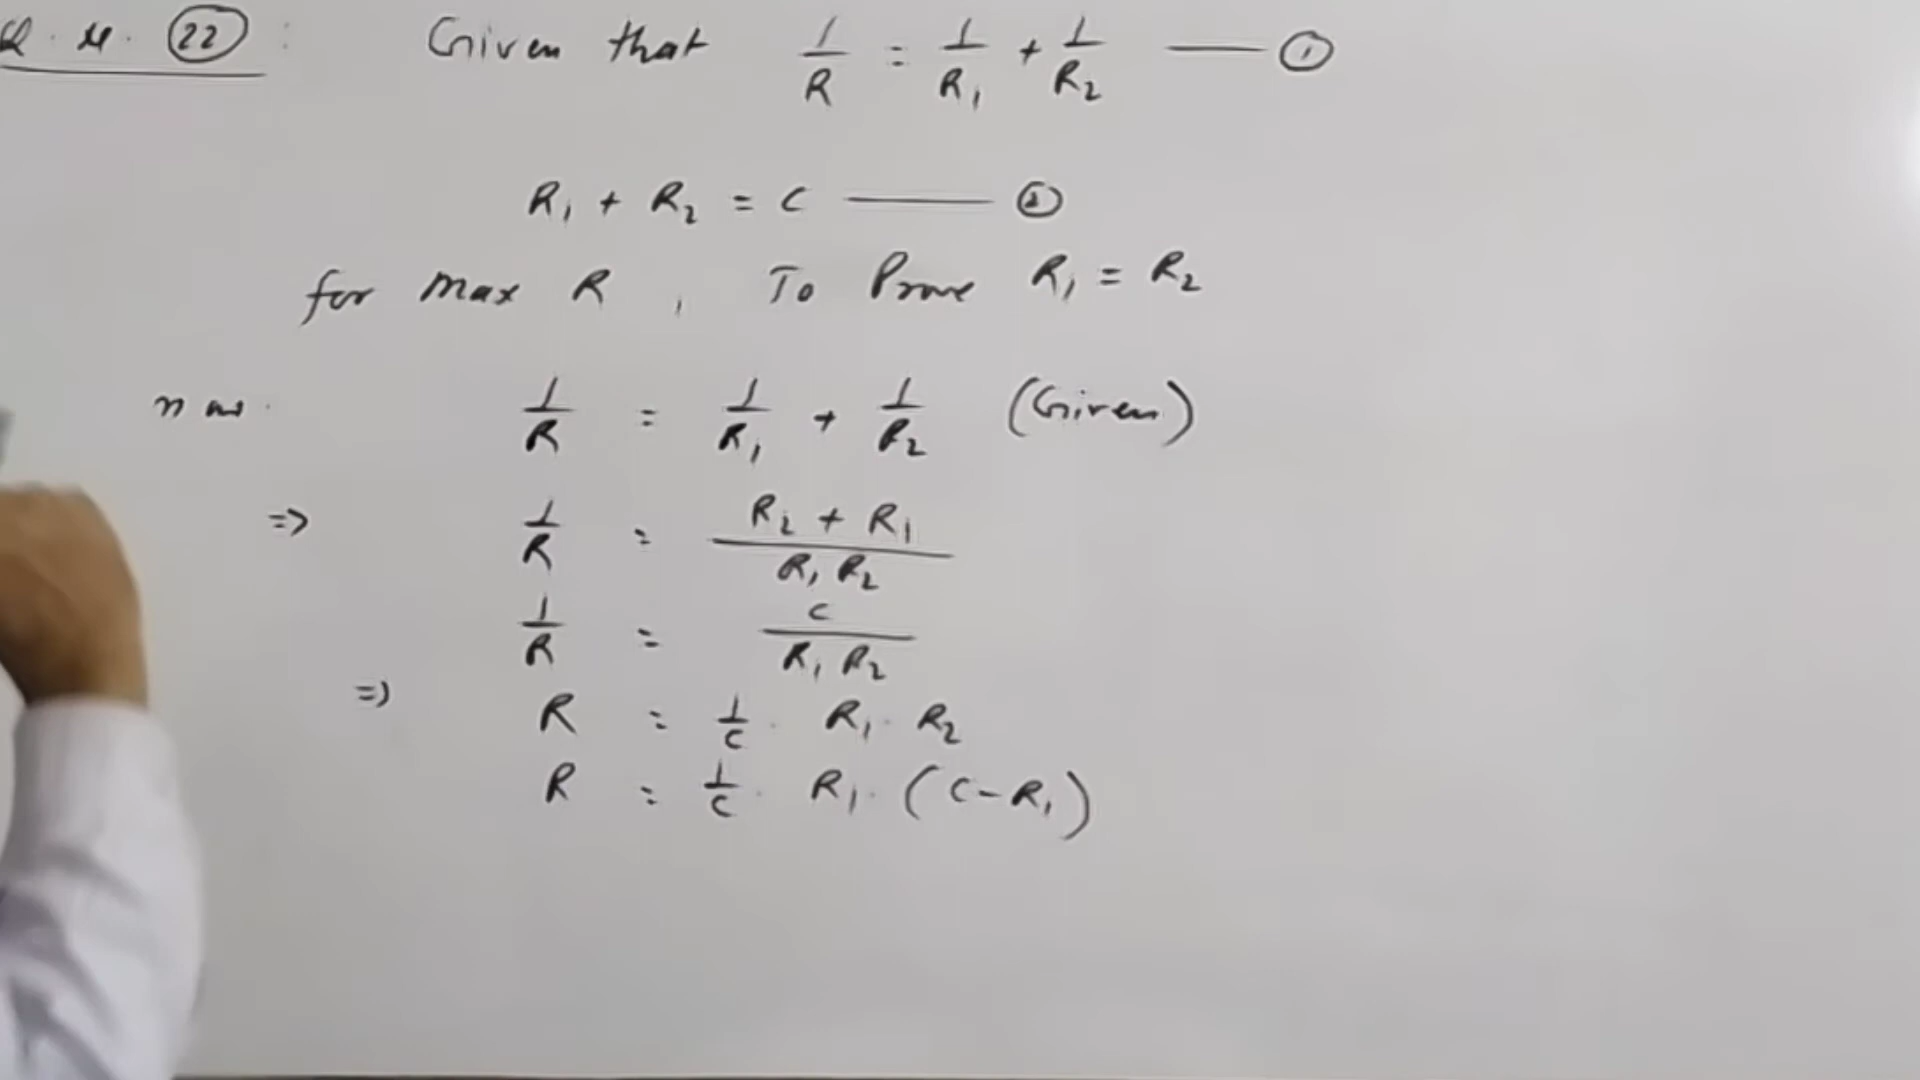 Q. N. 22 : Given that 1/R = 1/R₁ + 1/R₂ —— ①
R₁ + R₂ = C —— ②
for max R , To Prove R₁ = R₂
now. 1/R = 1/R₁ + 1/R₂ (Given)
=> 1/R = (R₂ + R₁)/(R₁ R₂)
1/R = C/(R₁ R₂)
=> R = 1/C · R₁ · R₂
R = 1/C · R₁ · (C - R₁)